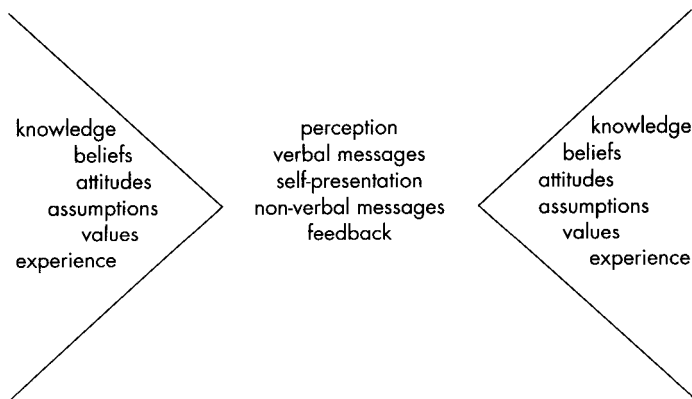 knowledge
beliefs
attitudes
assumptions
values
experience
perception
verbal messages
self-presentation
non-verbal messages
feedback
knowledge
beliefs
attitudes
assumptions
values
experience